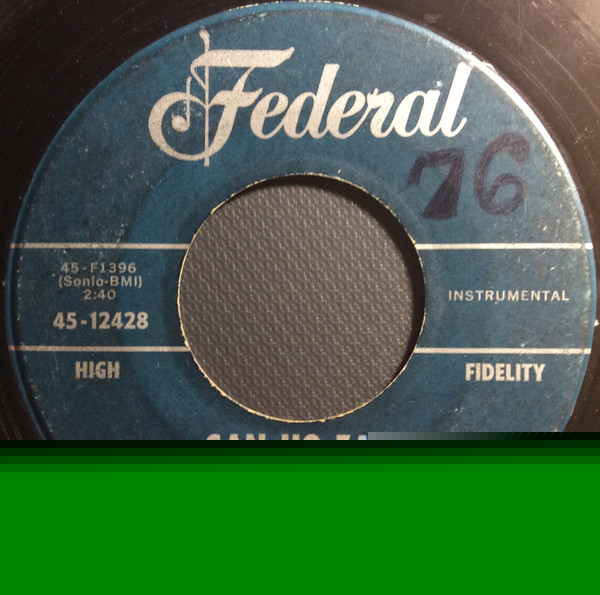 Federal
76
45-F1396
(Sonlo-BMI)
2:40
45-12428
INSTRUMENTAL
HIGH
FIDELITY